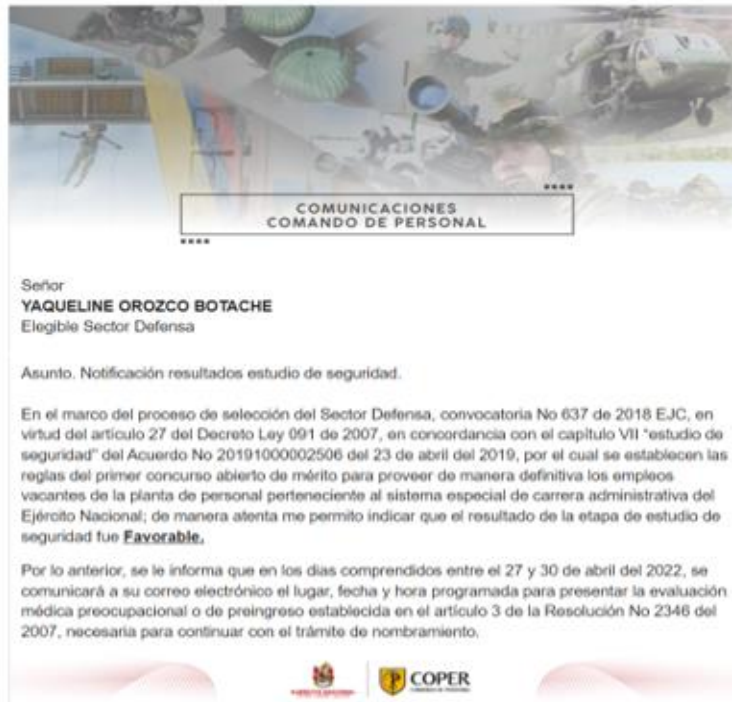 COMUNICACIONES
COMANDO DE PERSONAL
Señor
YAQUELINE OROZCO BOTACHE
Elegible Sector Defensa
Asunto. Notificación resultados estudio de seguridad.
En el marco del proceso de selección del Sector Defensa, convocatoria No 637 de 2018 EJC, en
virtud del artículo 27 del Decreto Ley 091 de 2007, en concordancia con el capítulo VII "estudio de
seguridad" del Acuerdo No 20191000002506 del 23 de abril del 2019, por el cual se establecen las
reglas del primer concurso abierto de mérito para proveer de manera definitiva los empleos
vacantes de la planta de personal perteneciente al sistema especial de carrera administrativa del
Ejército Nacional; de manera atenta me permito indicar que el resultado de la etapa de estudio de
seguridad fue Favorable.
Por lo anterior, se le informa que en los días comprendidos entre el 27 y 30 de abril del 2022, se
comunicará a su correo electrónico el lugar, fecha y hora programada para presentar la evaluación
médica preocupacional o de preingreso establecida en el artículo 3 de la Resolución No 2346 del
2007, necesaria para continuar con el trámite de nombramiento.
COPER